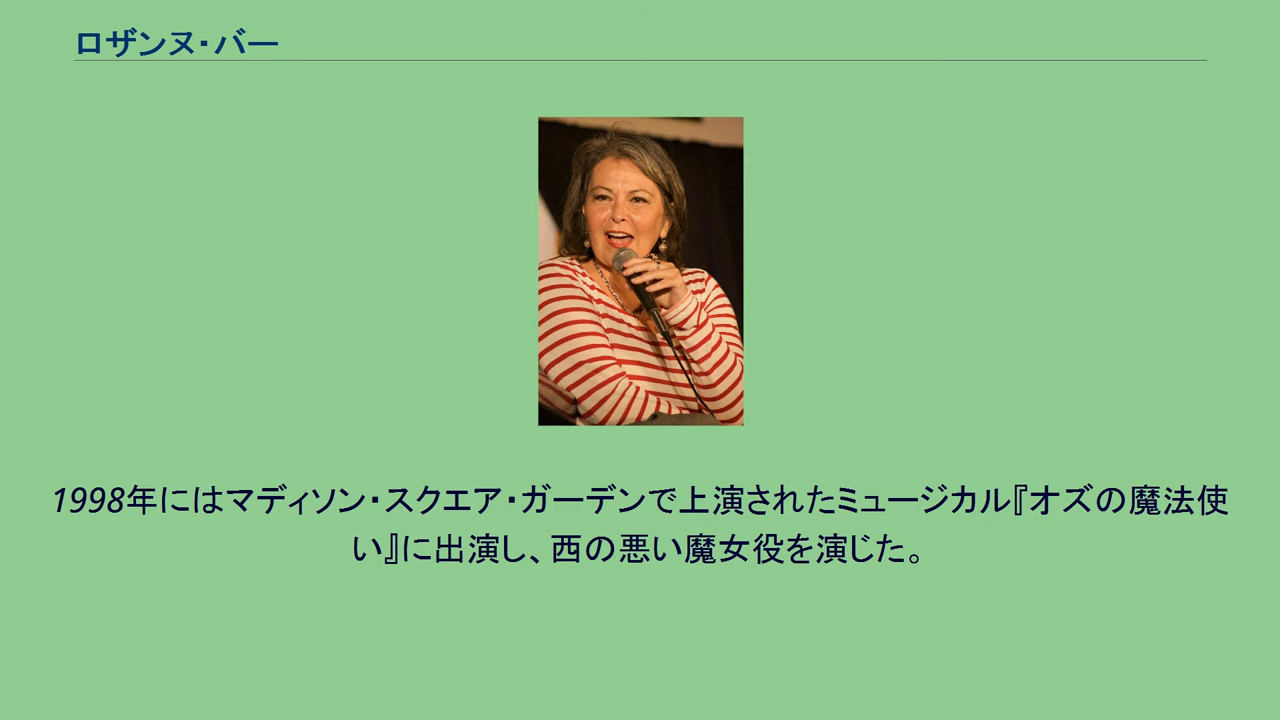 ロザンヌ・バー
1998年にはマディソン・スクエア・ガーデンで上演されたミュージカル『オズの魔法使
い』に出演し、西の悪い魔女役を演じた。